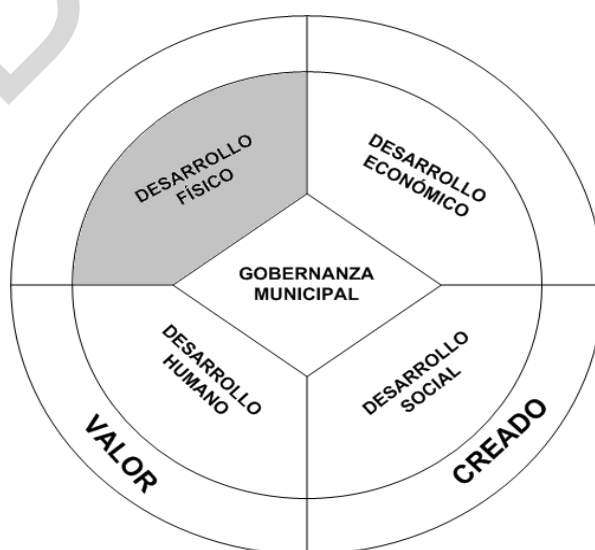 DESARROLLO
FÍSICO
DESARROLLO
ECONÓMICO
GOBERNANZA
MUNICIPAL
DESARROLLO
HUMANO
DESARROLLO
SOCIAL
VALOR
CREADO